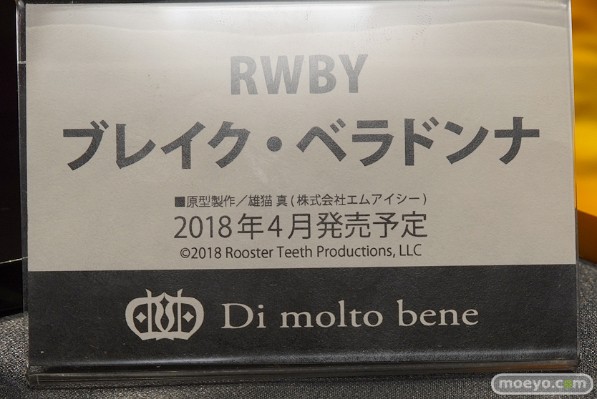 RWBY
ブレイク・ベラドンナ
■原型製作／雄猫 真（株式会社エムアイシー）
2018年4月発売予定
©2018 Rooster Teeth Productions, LLC
Di molto bene
moeyo.com